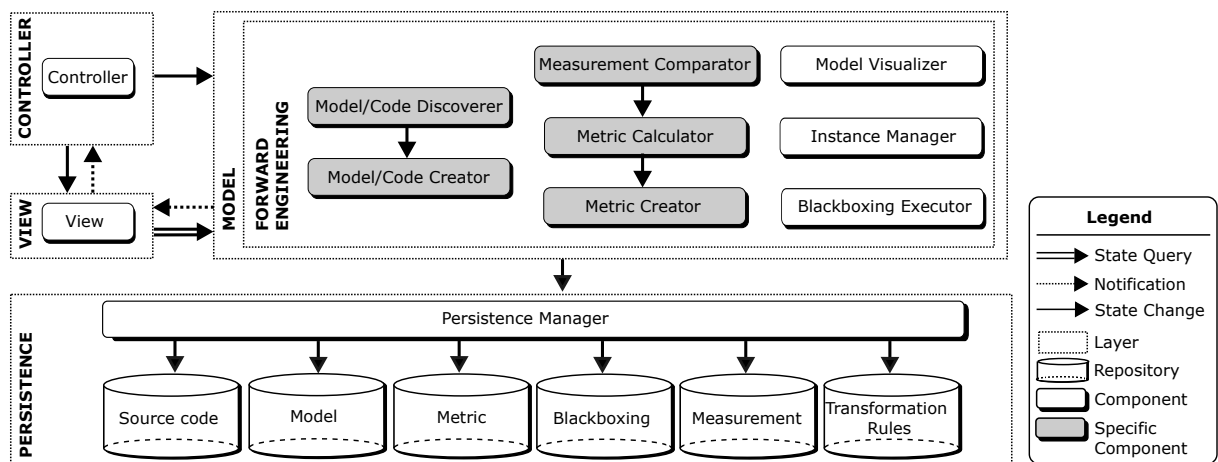 CONTROLLER
Controller
VIEW
View
MODEL
FORWARD
ENGINEERING
Model/Code Discoverer
Model/Code Creator
Measurement Comparator
Metric Calculator
Metric Creator
Model Visualizer
Instance Manager
Blackboxing Executor
PERSISTENCE
Persistence Manager
Source code
Model
Metric
Blackboxing
Measurement
Transformation
Rules
Legend
State Query
Notification
State Change
Layer
Repository
Component
Specific
Component